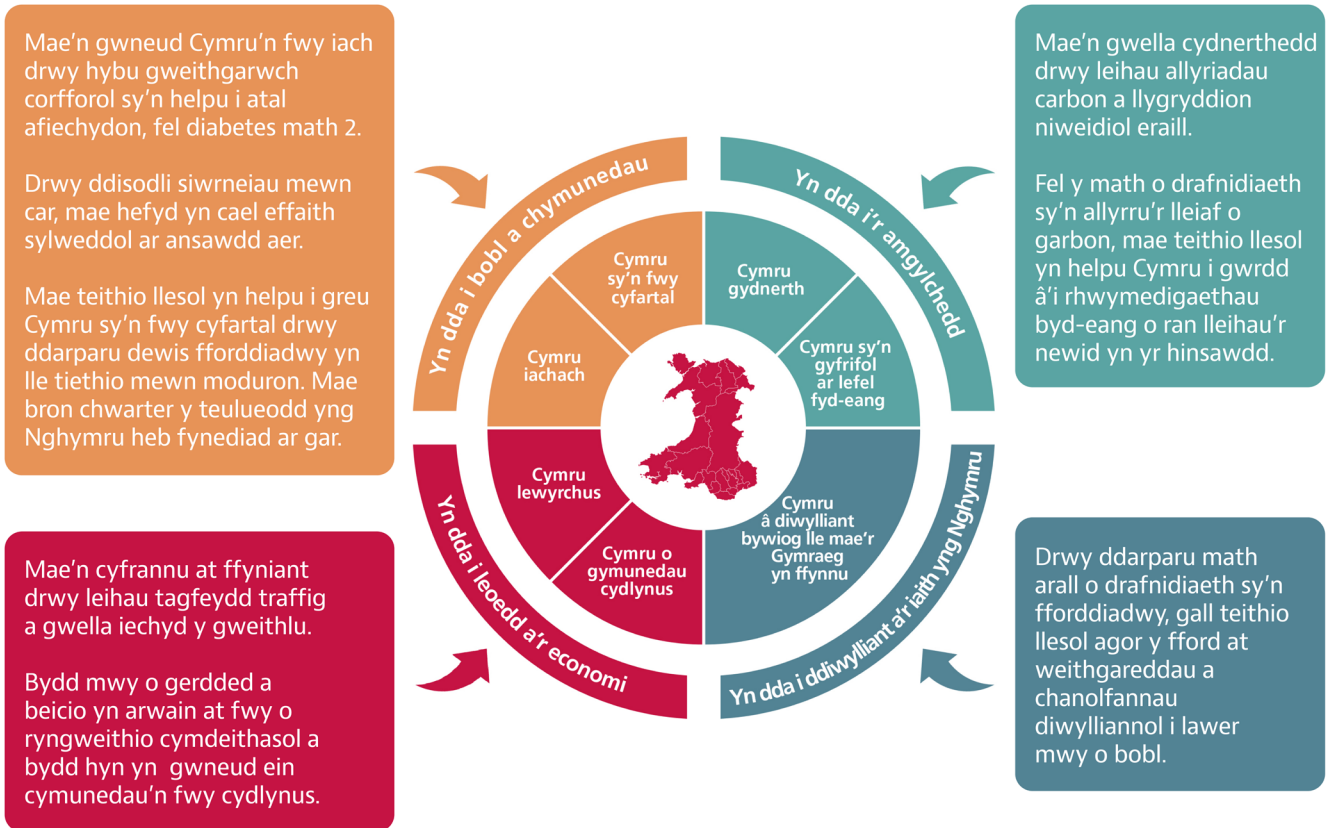 Mae'n gwneud Cymru'n fwy iach
drwy hybu gweithgarwch
corfforol sy'n helpu i atal
afiechydon, fel diabetes math 2.
Drwy ddisodli siwrneiau mewn
car, mae hefyd yn cael effaith
sylweddol ar ansawdd aer.
Mae teithio llesol yn helpu i greu
Cymru sy'n fwy cyfartal drwy
ddarparu dewis fforddiadwy yn
lle tiethio mewn moduron. Mae
bron chwarter y teulueodd yng
Nghymru heb fynediad ar gar.
Mae'n gwella cydnerthedd
drwy leihau allyriadau
carbon a llygryddion
niweidiol eraill.
Fel y math o drafnidiaeth
sy'n allyrru'r lleiaf o
garbon, mae teithio llesol
yn helpu Cymru i gwrdd
â'i rhwymedigaethau
byd-eang o ran lleihau'r
newid yn yr hinsawdd.
Yn dda i bobl a chymunedau
Yn dda i'r amgylchedd
Cymru
sy'n fwy
cyfartal
Cymru
gydnerth
Cymru
iachach
Cymru sy'n
gyfrifol
ar lefel
fyd-eang
Cymru
lewyrchus
Cymru o
gymunedau
cydlynus
Cymru
â diwylliant
bywiog lle mae'r
Gymraeg
yn ffynnu
Yn dda i leoedd a'r economi
Yn dda i ddiwylliant a'r iaith yng Nghymru
Mae'n cyfrannu at ffyniant
drwy leihau tagfeydd traffig
a gwella iechyd y gweithlu.
Bydd mwy o gerdded a
beicio yn arwain at fwy o
ryngweithio cymdeithasol a
bydd hyn yn gwneud ein
cymunedau'n fwy cydlynus.
Drwy ddarparu math
arall o drafnidiaeth sy'n
fforddiadwy, gall teithio
llesol agor y ffordd at
weithgareddau a
chanolfannau
diwylliannol i lawer
mwy o bobl.